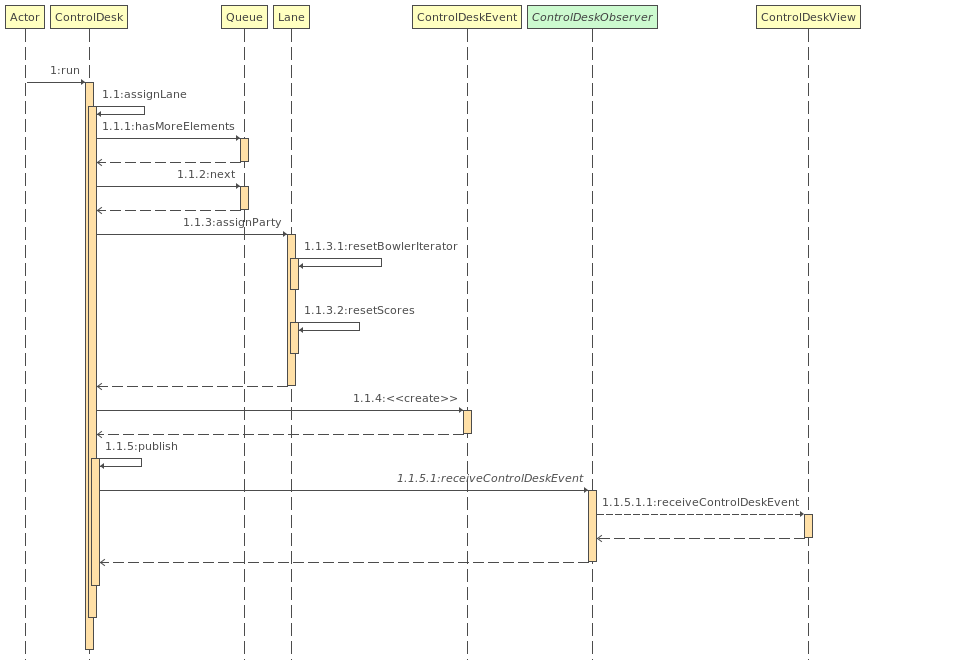 Actor
ControlDesk
Queue
Lane
ControlDeskEvent
ControlDeskObserver
ControlDeskView
1:run
1.1:assignLane
1.1.1:hasMoreElements
1.1.2:next
1.1.3:assignParty
1.1.3.1:resetBowlerIterator
1.1.3.2:resetScores
1.1.4:<<create>>
1.1.5:publish
1.1.5.1:receiveControlDeskEvent
1.1.5.1.1:receiveControlDeskEvent